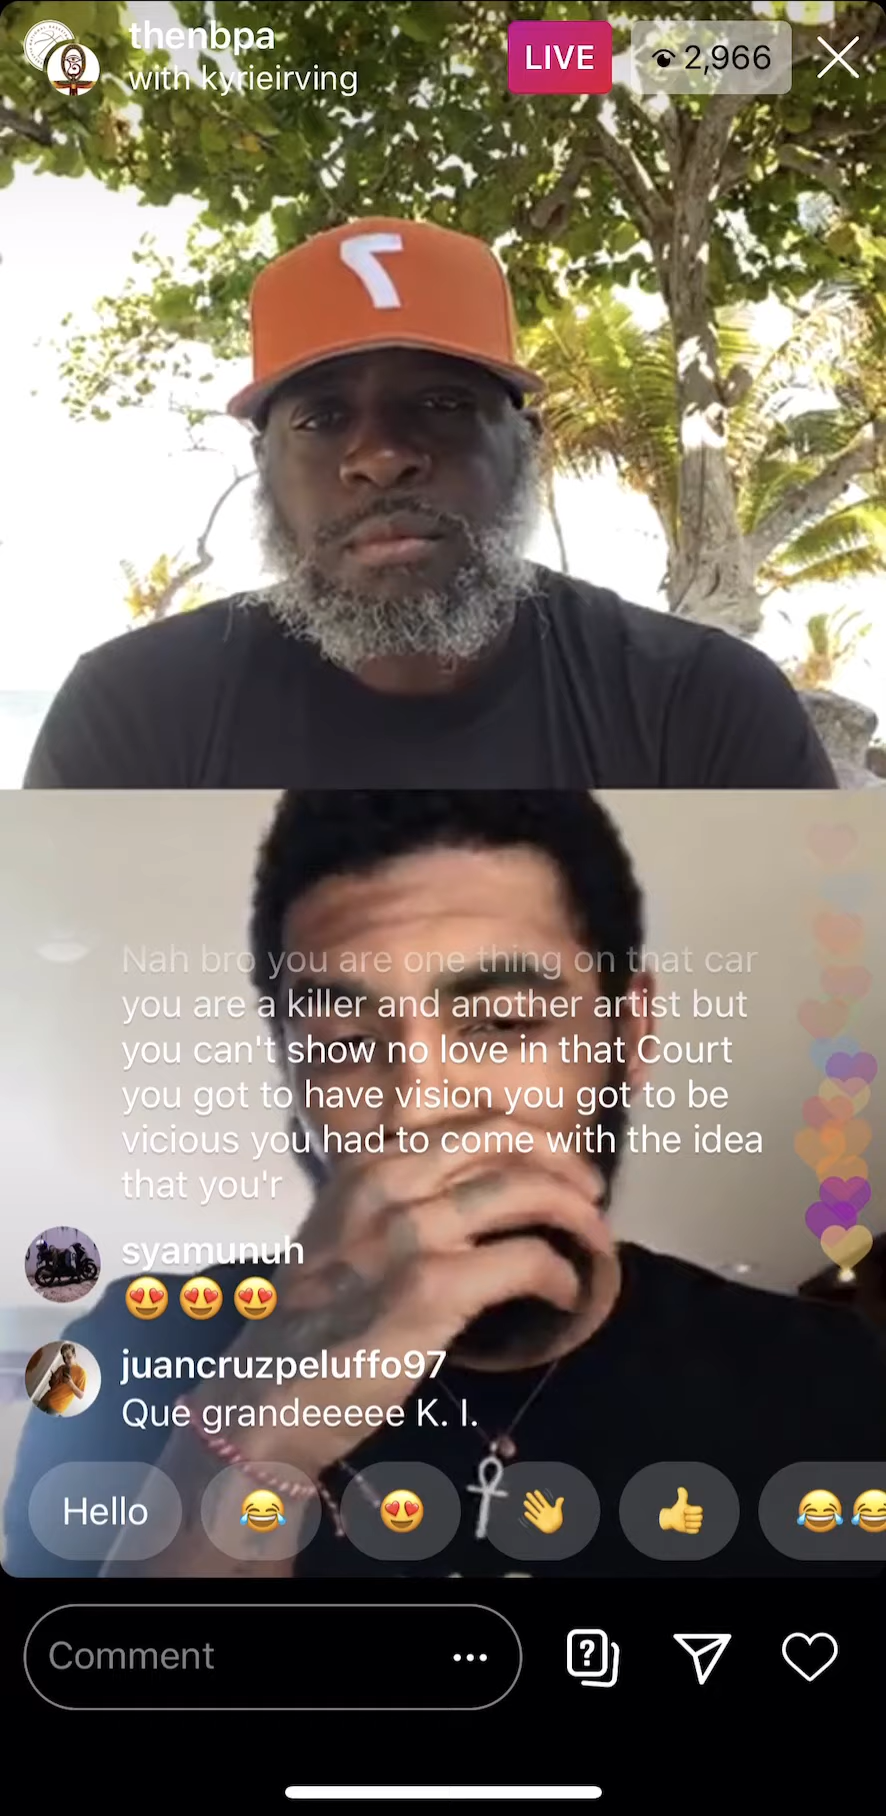 thenbpa
with kyrieirving
LIVE
2,966
7
Nah bro you are one thing on that car
you are a killer and another artist but
you can't show no love in that Court
you got to have vision you got to be
vicious you had to come with the idea
that you'r
syamunuh
😍 😍 😍
juancruzpeluffo97
Que grandeeeee K. I.
Hello
Comment